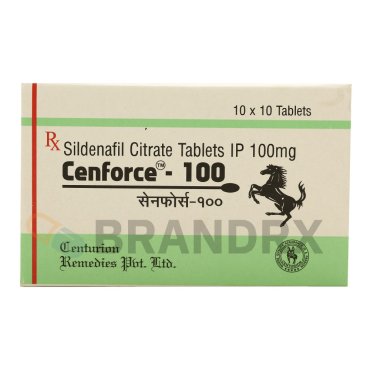 10 x 10 Tablets
Rx Sildenafil Citrate Tablets IP 100mg
Cenforce™- 100
सेनफोर्स-१००
BRANDRX
Centurion
Remedies Pvt. Ltd.